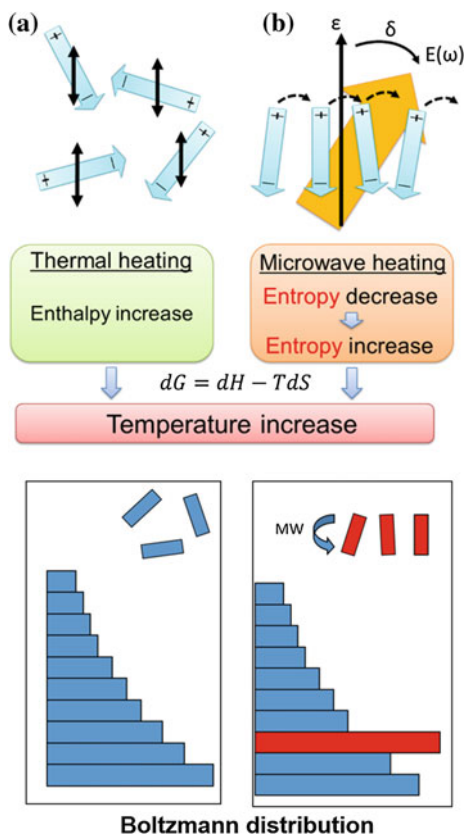 (a)
(b)
ε
δ
E(ω)
+
−
−
+
+
−
+
−
+
−
+
−
+
−
+
−
Thermal heating
Enthalpy increase
Microwave heating
Entropy decrease
Entropy increase
dG = dH − TdS
Temperature increase
MW
Boltzmann distribution